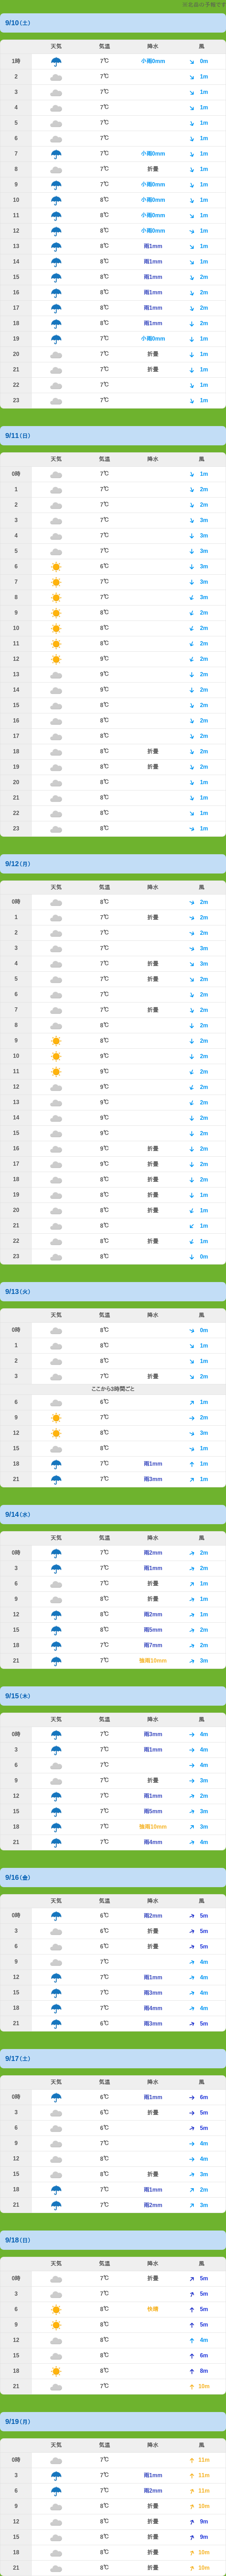 ※北海の予報です
9/10（土）
天気 気温 降水 風
1時 7℃ 小雨0mm 0m
2 7℃ 1m
3 7℃ 1m
4 7℃ 1m
5 7℃ 1m
6 7℃ 1m
7 7℃ 小雨0mm 1m
8 7℃ 折畳 1m
9 7℃ 小雨0mm 1m
10 8℃ 小雨0mm 1m
11 8℃ 小雨0mm 1m
12 8℃ 小雨0mm 1m
13 8℃ 雨1mm 1m
14 8℃ 雨1mm 1m
15 8℃ 雨1mm 2m
16 8℃ 雨1mm 2m
17 8℃ 雨1mm 2m
18 8℃ 雨1mm 2m
19 7℃ 小雨0mm 1m
20 7℃ 折畳 1m
21 7℃ 折畳 1m
22 7℃ 1m
23 7℃ 1m
9/11（日）
天気 気温 降水 風
0時 7℃ 1m
1 7℃ 2m
2 7℃ 2m
3 7℃ 3m
4 7℃ 3m
5 7℃ 3m
6 6℃ 3m
7 7℃ 3m
8 7℃ 3m
9 8℃ 2m
10 8℃ 2m
11 8℃ 2m
12 9℃ 2m
13 9℃ 2m
14 9℃ 2m
15 8℃ 2m
16 8℃ 2m
17 8℃ 2m
18 8℃ 折畳 2m
19 8℃ 折畳 2m
20 8℃ 1m
21 8℃ 1m
22 8℃ 1m
23 8℃ 1m
9/12（月）
天気 気温 降水 風
0時 8℃ 2m
1 7℃ 折畳 2m
2 7℃ 2m
3 7℃ 3m
4 7℃ 折畳 3m
5 7℃ 折畳 2m
6 7℃ 2m
7 7℃ 折畳 2m
8 8℃ 2m
9 8℃ 2m
10 9℃ 2m
11 9℃ 2m
12 9℃ 2m
13 9℃ 2m
14 9℃ 2m
15 9℃ 2m
16 9℃ 折畳 2m
17 9℃ 折畳 2m
18 8℃ 折畳 2m
19 8℃ 折畳 1m
20 8℃ 折畳 1m
21 8℃ 1m
22 8℃ 折畳 1m
23 8℃ 0m
9/13（火）
天気 気温 降水 風
0時 8℃ 0m
1 8℃ 1m
2 8℃ 1m
3 7℃ 折畳 2m
ここから3時間ごと
6 6℃ 1m
9 7℃ 2m
12 8℃ 3m
15 8℃ 1m
18 7℃ 雨1mm 1m
21 7℃ 雨3mm 1m
9/14（水）
天気 気温 降水 風
0時 7℃ 雨2mm 2m
3 7℃ 雨1mm 2m
6 7℃ 折畳 1m
9 8℃ 折畳 1m
12 8℃ 雨2mm 1m
15 8℃ 雨5mm 2m
18 7℃ 雨7mm 2m
21 7℃ 強雨10mm 3m
9/15（木）
天気 気温 降水 風
0時 7℃ 雨3mm 4m
3 7℃ 雨1mm 4m
6 7℃ 4m
9 7℃ 折畳 3m
12 7℃ 雨1mm 2m
15 7℃ 雨5mm 3m
18 7℃ 強雨10mm 3m
21 7℃ 雨4mm 4m
9/16（金）
天気 気温 降水 風
0時 6℃ 雨2mm 5m
3 6℃ 折畳 5m
6 6℃ 折畳 5m
9 7℃ 4m
12 7℃ 雨1mm 4m
15 7℃ 雨3mm 4m
18 7℃ 雨4mm 4m
21 6℃ 雨3mm 5m
9/17（土）
天気 気温 降水 風
0時 6℃ 雨1mm 6m
3 6℃ 折畳 5m
6 6℃ 5m
9 7℃ 4m
12 8℃ 4m
15 8℃ 折畳 3m
18 7℃ 雨1mm 2m
21 7℃ 雨2mm 3m
9/18（日）
天気 気温 降水 風
0時 7℃ 折畳 5m
3 7℃ 5m
6 8℃ 快晴 5m
9 8℃ 5m
12 8℃ 4m
15 8℃ 6m
18 8℃ 8m
21 7℃ 10m
9/19（月）
天気 気温 降水 風
0時 7℃ 11m
3 7℃ 雨1mm 11m
6 7℃ 雨2mm 11m
9 8℃ 折畳 10m
12 8℃ 折畳 9m
15 8℃ 折畳 9m
18 8℃ 折畳 10m
21 8℃ 折畳 10m